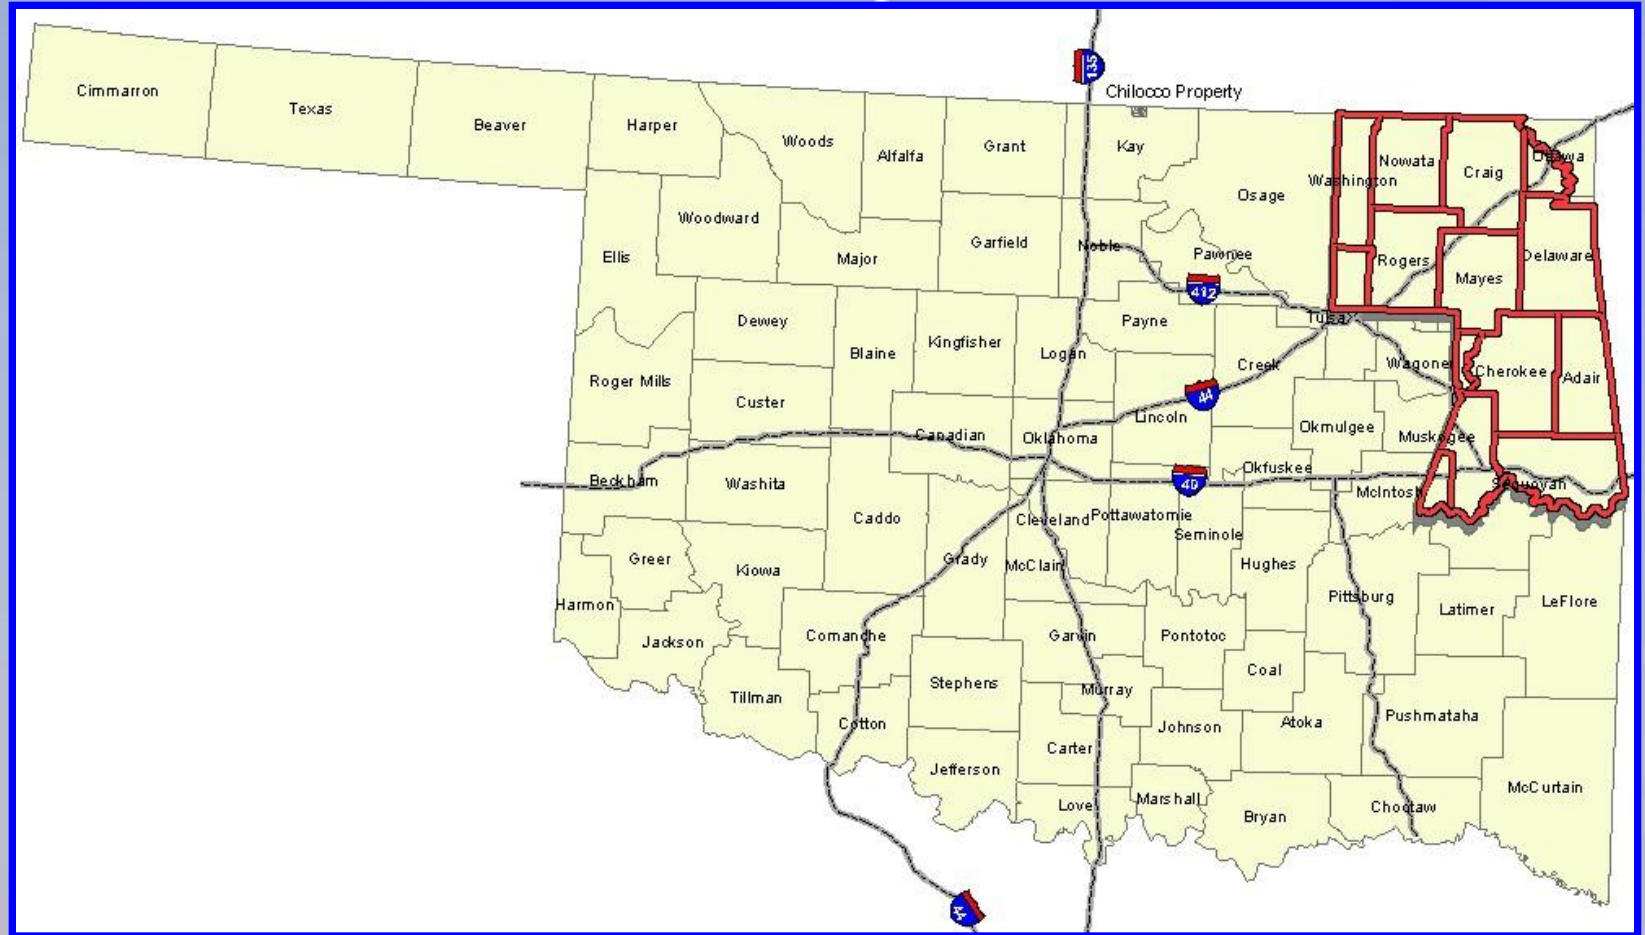 135
Chilocco Property
Cimmarron
Texas
Beaver
Harper
Woods
Alfalfa
Grant
Kay
Osage
Washington
Nowata
Craig
Ottawa
Woodward
Ellis
Major
Garfield
Noble
Pawnee
Rogers
Mayes
Delaware
412
Dewey
Blaine
Kingfisher
Logan
Payne
Tulsa
Creek
Wagoner
Cherokee
Adair
Roger Mills
Custer
Canadian
Oklahoma
Lincoln
44
Okmulgee
Muskogee
Beckham
Washita
Caddo
Cleveland
Pottawatomie
40
Okfuskee
McIntosh
Sequoyah
Seminole
Greer
Kiowa
Grady
McClain
Hughes
Pittsburg
Latimer
LeFlore
Harmon
Jackson
Comanche
Garvin
Pontotoc
Coal
Tillman
Cotton
Stephens
Murray
Johnson
Atoka
Pushmataha
Carter
Jefferson
Love
Marshall
Bryan
Choctaw
McCurtain
44